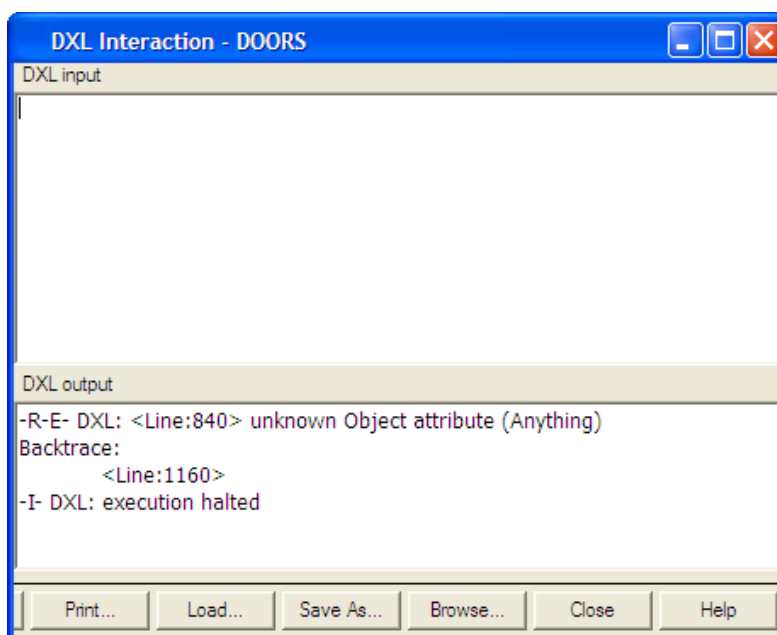 DXL Interaction - DOORS
DXL input
DXL output
-R-E- DXL: <Line:840> unknown Object attribute (Anything)
Backtrace:
<Line:1160>
-I- DXL: execution halted
Print... Load... Save As... Browse... Close Help